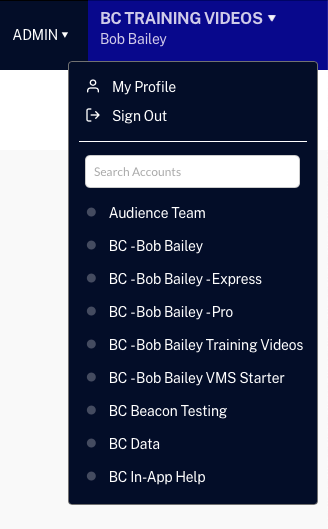 ADMIN ▼
BC TRAINING VIDEOS ▼
Bob Bailey
My Profile
Sign Out
Search Accounts
Audience Team
BC -Bob Bailey
BC -Bob Bailey -Express
BC -Bob Bailey -Pro
BC -Bob Bailey Training Videos
BC -Bob Bailey VMS Starter
BC Beacon Testing
BC Data
BC In-App Help